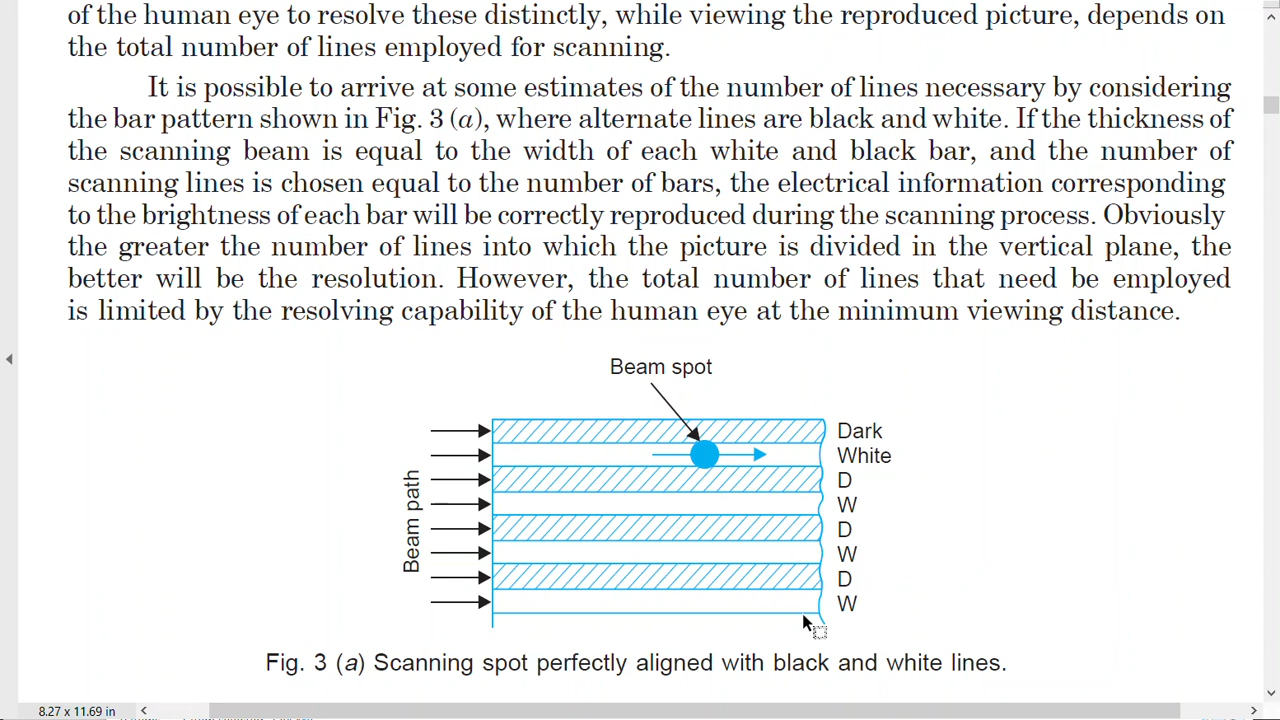 of the human eye to resolve these distinctly, while viewing the reproduced picture, depends on
the total number of lines employed for scanning.
It is possible to arrive at some estimates of the number of lines necessary by considering
the bar pattern shown in Fig. 3 (a), where alternate lines are black and white. If the thickness of
the scanning beam is equal to the width of each white and black bar, and the number of
scanning lines is chosen equal to the number of bars, the electrical information corresponding
to the brightness of each bar will be correctly reproduced during the scanning process. Obviously
the greater the number of lines into which the picture is divided in the vertical plane, the
better will be the resolution. However, the total number of lines that need be employed
is limited by the resolving capability of the human eye at the minimum viewing distance.
Beam spot
Beam path
Dark
White
D
W
D
W
D
W
Fig. 3 (a) Scanning spot perfectly aligned with black and white lines.
8.27 x 11.69 in